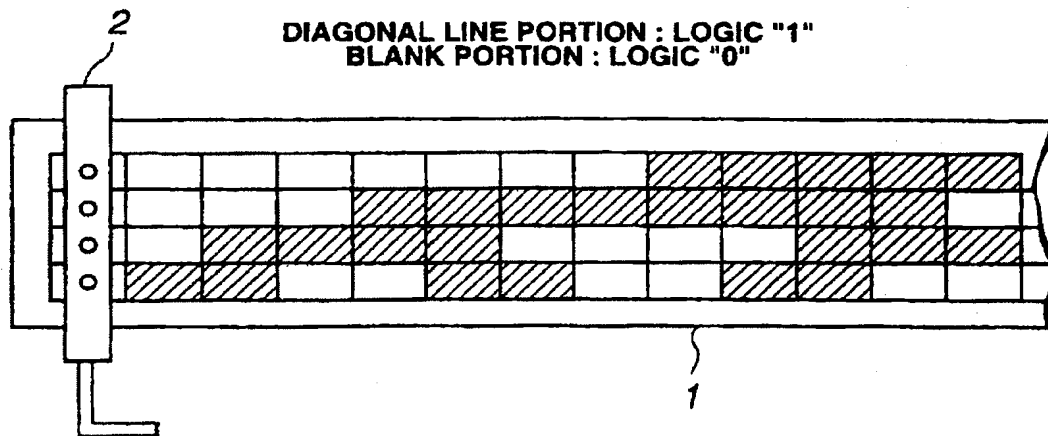 2
DIAGONAL LINE PORTION : LOGIC "1"
BLANK PORTION : LOGIC "0"
1